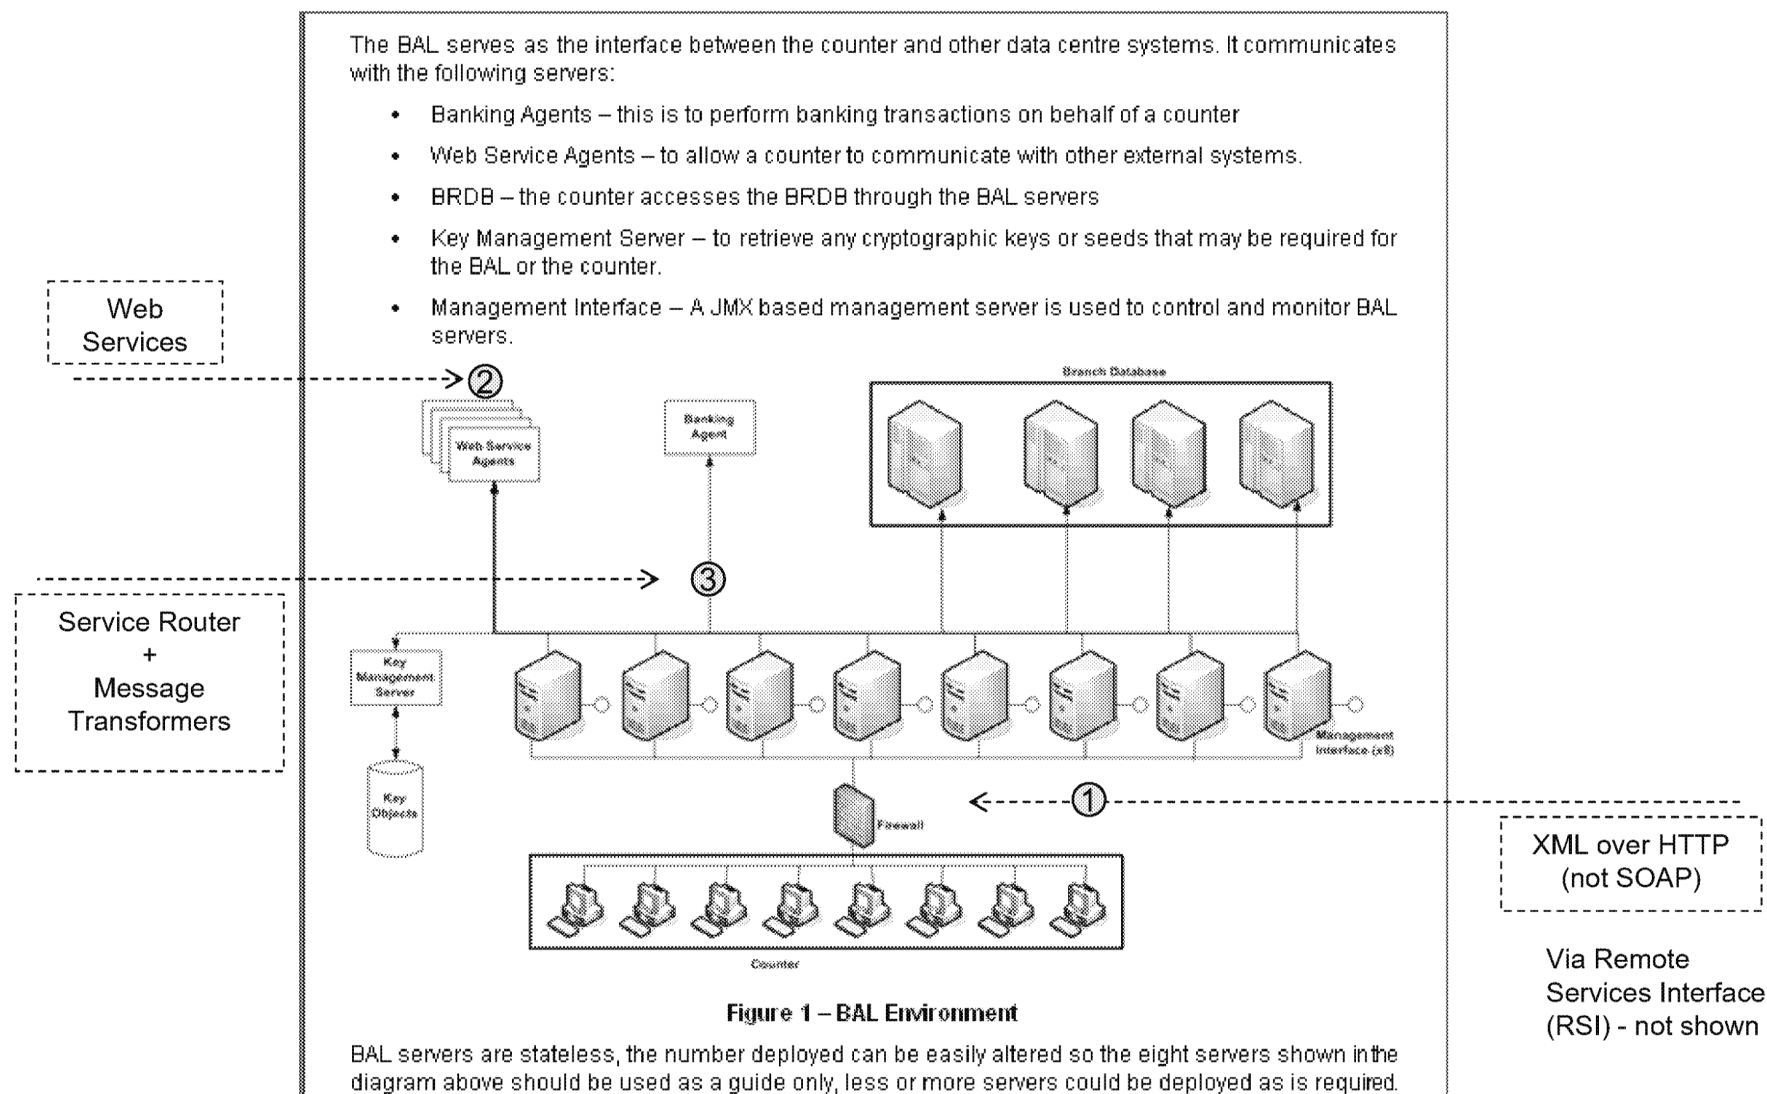 The BAL serves as the interface between the counter and other data centre systems. It communicates
with the following servers:
• Banking Agents – this is to perform banking transactions on behalf of a counter
• Web Service Agents – to allow a counter to communicate with other external systems.
• BRDB – the counter accesses the BRDB through the BAL servers
• Key Management Server – to retrieve any cryptographic keys or seeds that may be required for
the BAL or the counter.
• Management Interface – A JMX based management server is used to control and monitor BAL
servers.
Web
Services
2
Branch Database
Web Service
Agents
Banking
Agent
3
Service Router
+
Message
Transformers
Key
Management
Server
Management
Interface (x8)
Key
Objects
1
Firewall
XML over HTTP
(not SOAP)
Counter
Via Remote
Services Interface
(RSI) - not shown
Figure 1 – BAL Environment
BAL servers are stateless, the number deployed can be easily altered so the eight servers shown in the
diagram above should be used as a guide only, less or more servers could be deployed as is required.